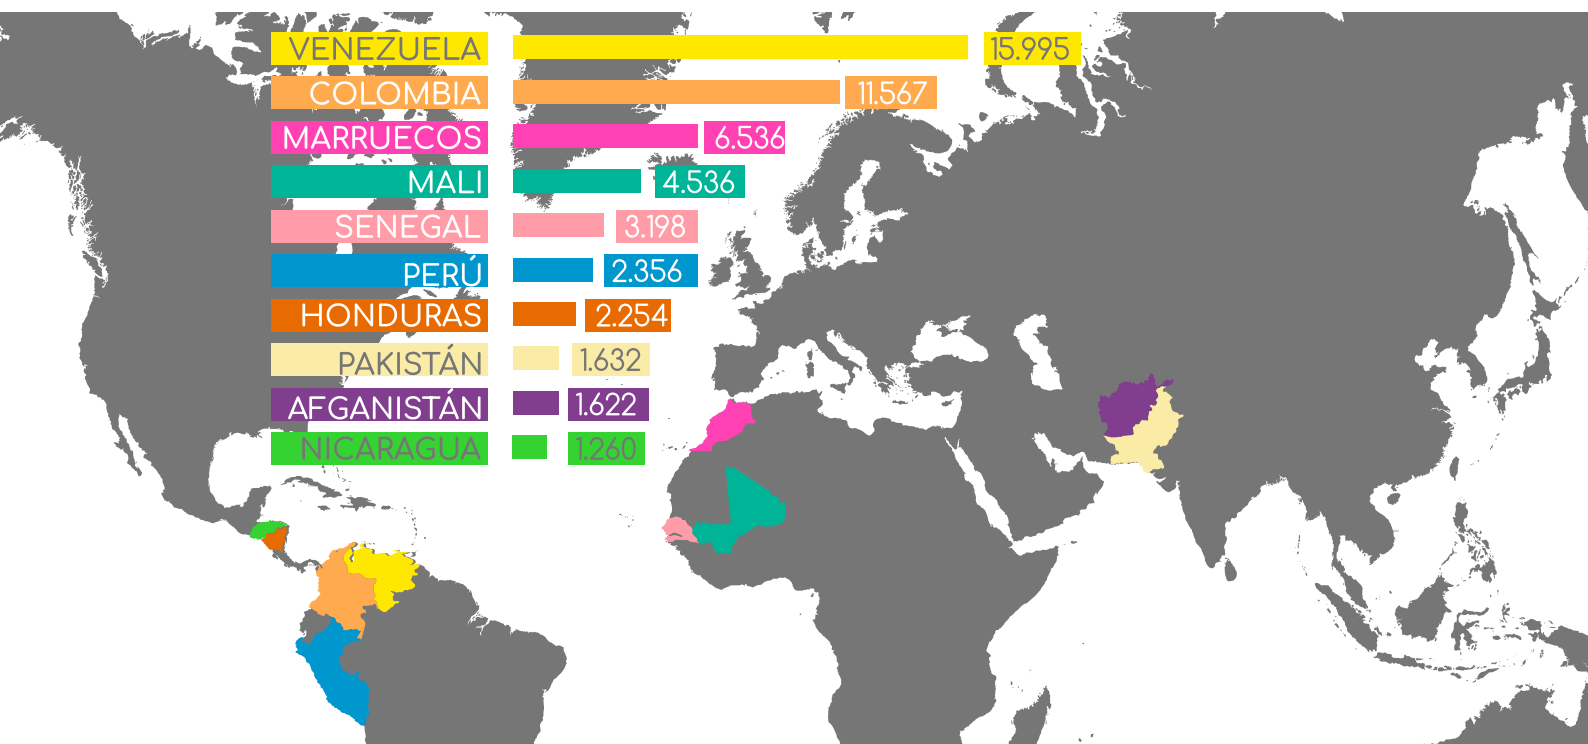 VENEZUELA 15.995
COLOMBIA 11.567
MARRUECOS 6.536
MALI 4.536
SENEGAL 3.198
PERÚ 2.356
HONDURAS 2.254
PAKISTÁN 1.632
AFGANISTÁN 1.622
NICARAGUA 1.260